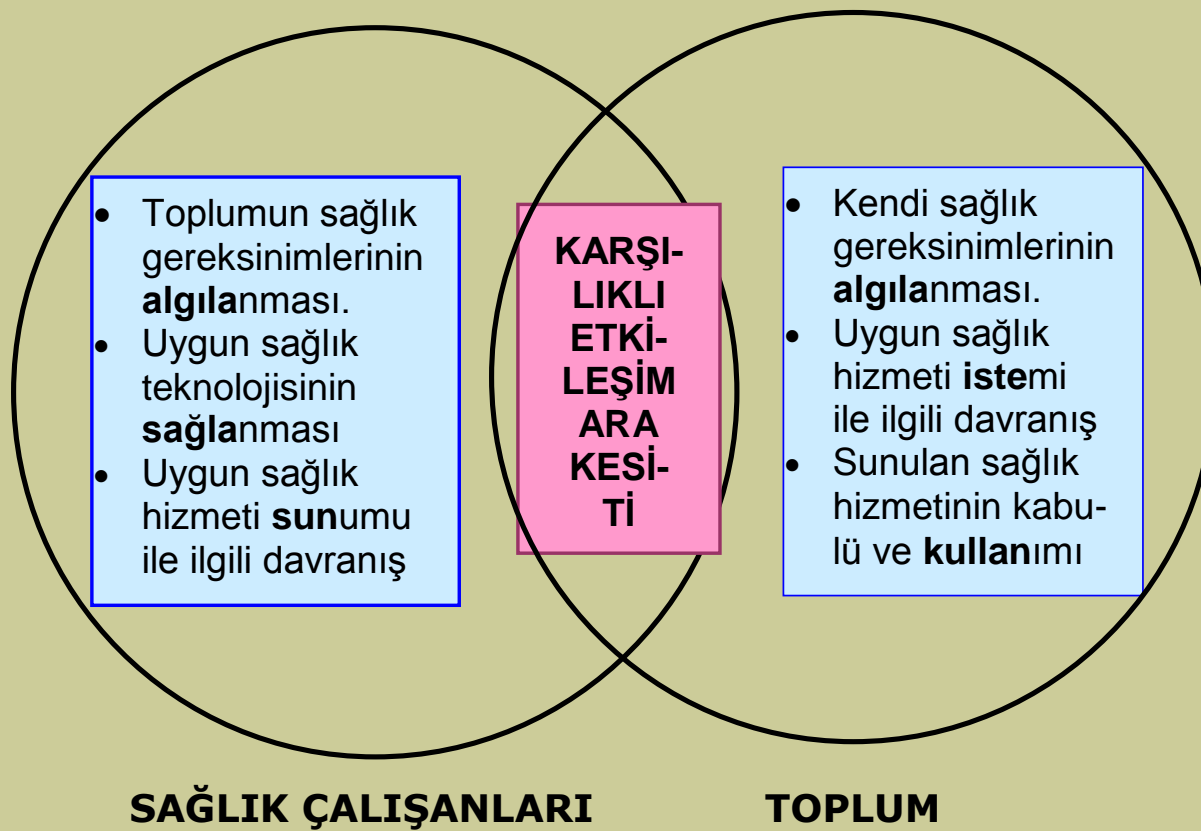 • Toplumun sağlık
gereksinimlerinin
algılanması.
• Uygun sağlık
teknolojisinin
sağlanması
• Uygun sağlık
hizmeti sunumu
ile ilgili davranış
KARŞI-
LIKLI
ETKİ-
LEŞİM
ARA
KESİ-
Tİ
• Kendi sağlık
gereksinimlerinin
algılanması.
• Uygun sağlık
hizmeti istemi
ile ilgili davranış
• Sunulan sağlık
hizmetinin kabu-
lü ve kullanımı
SAĞLIK ÇALIŞANLARI
TOPLUM